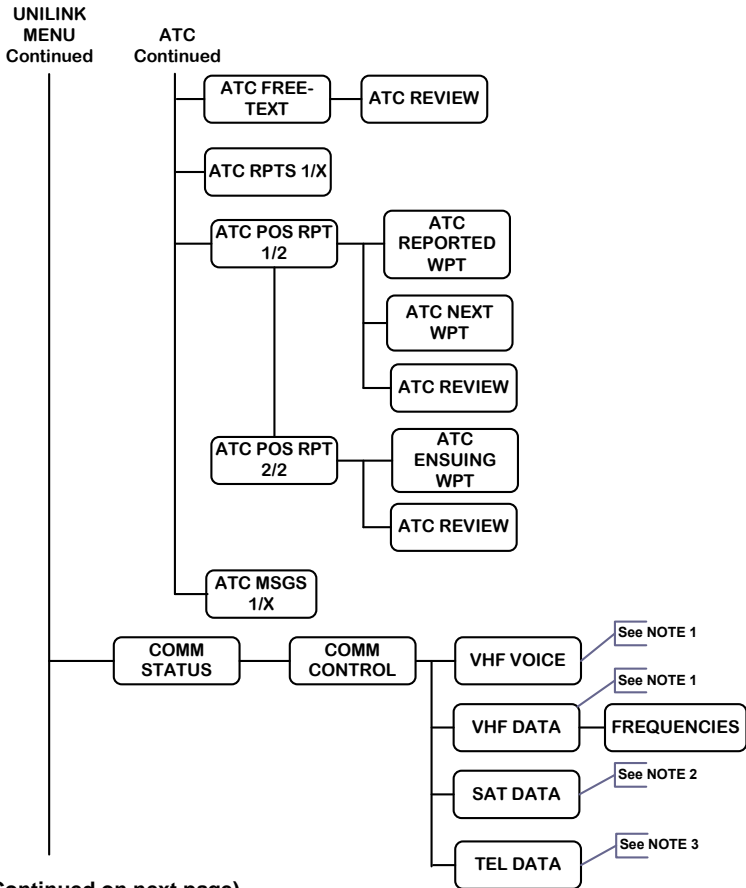 UNILINK
MENU
Continued
ATC
Continued
ATC FREE-
TEXT
ATC REVIEW
ATC RPTS 1/X
ATC POS RPT
1/2
ATC
REPORTED
WPT
ATC NEXT
WPT
ATC REVIEW
ATC POS RPT
2/2
ATC
ENSUING
WPT
ATC REVIEW
ATC MSGS
1/X
COMM
STATUS
COMM
CONTROL
VHF VOICE
See NOTE 1
VHF DATA
See NOTE 1
FREQUENCIES
SAT DATA
See NOTE 2
TEL DATA
See NOTE 3
Continued on next page)